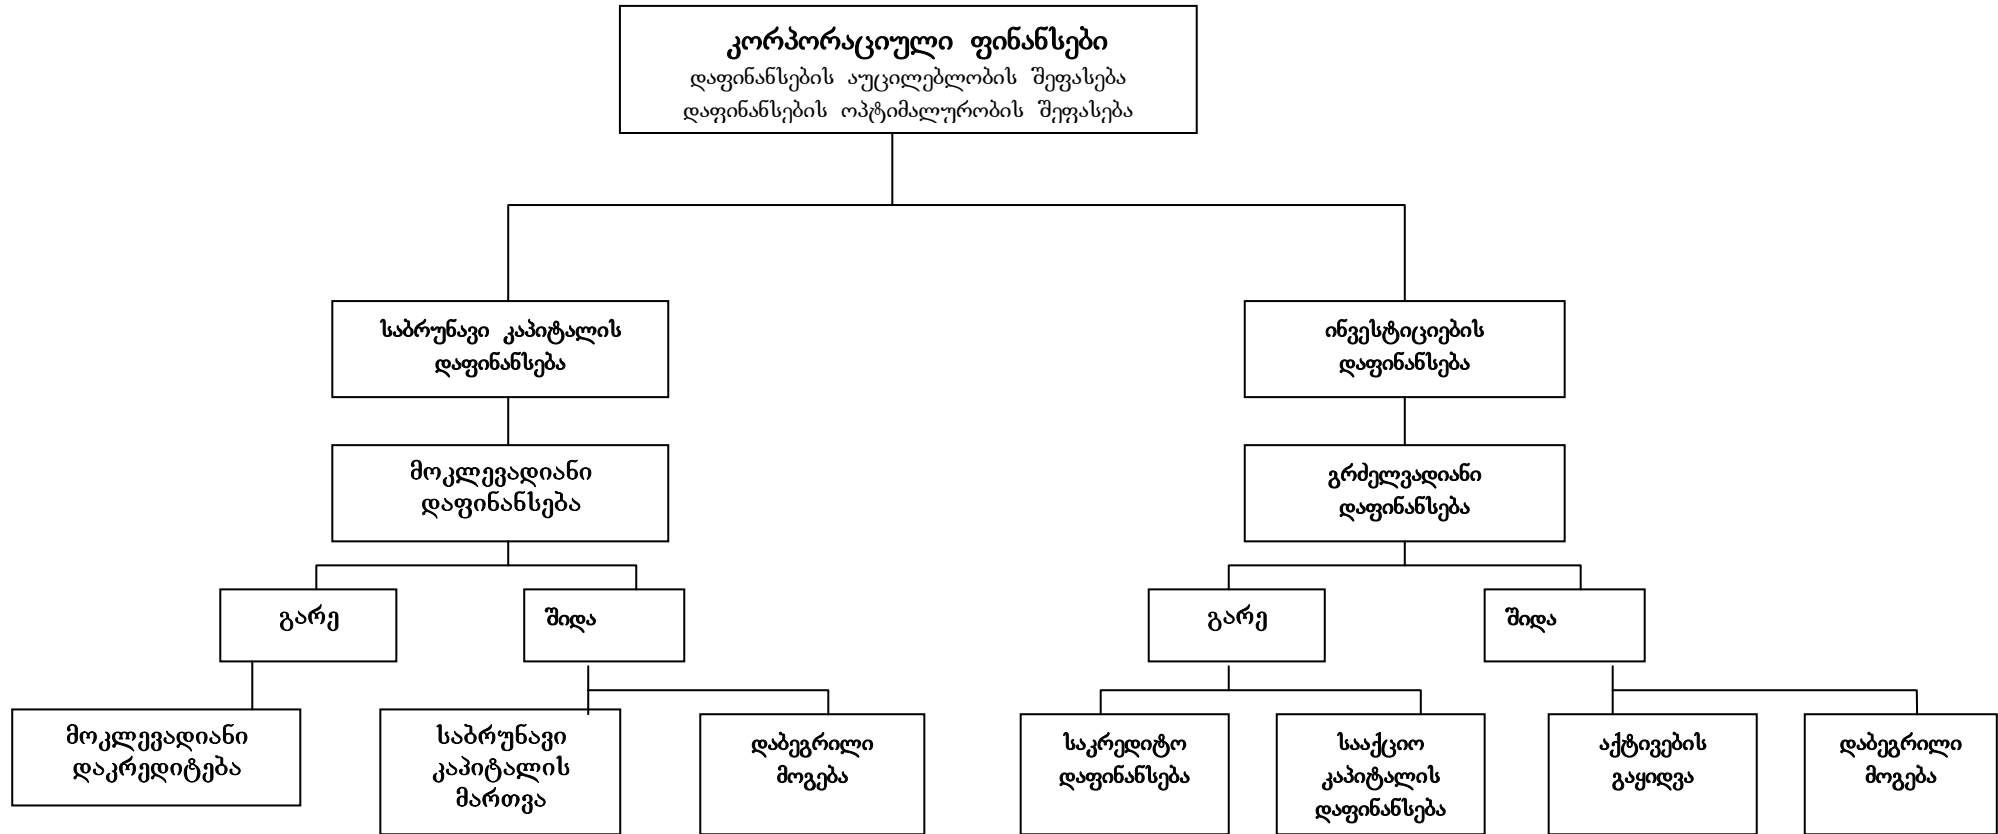 კორპორაციული ფინანსები
დაფინანსების აუცილებლობის შეფასება
დაფინანსების ოპტიმალურობის შეფასება
საბრუნავი კაპიტალის
დაფინანსება
ინვესტიციების
დაფინანსება
მოკლევადიანი
დაფინანსება
გრძელვადიანი
დაფინანსება
გარე
შიდა
გარე
შიდა
მოკლევადიანი
დაკრედიტება
საბრუნავი
კაპიტალის
მართვა
დაბეგრილი
მოგება
საკრედიტო
დაფინანსება
სააქციო
კაპიტალის
დაფინანსება
აქტივების
გაყიდვა
დაბეგრილი
მოგება